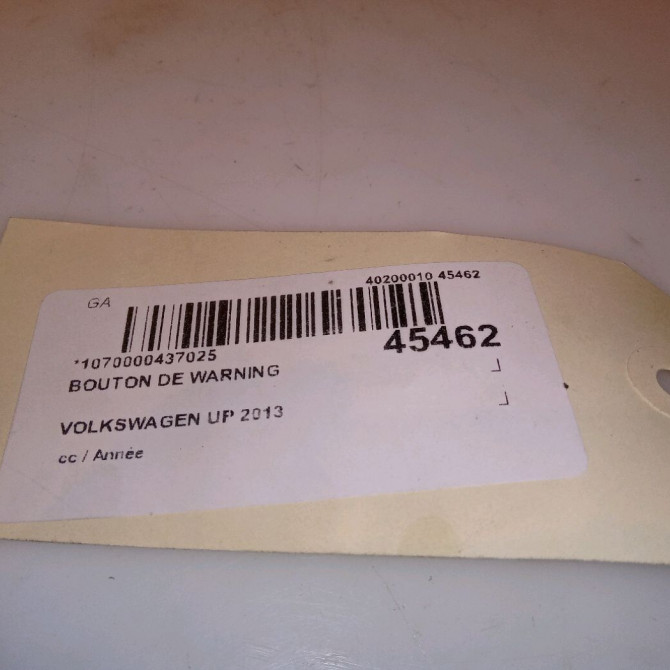 GA
40200010 45462
*1070000437025
45462
BOUTON DE WARNING
VOLKSWAGEN UP 2013
cc / Année